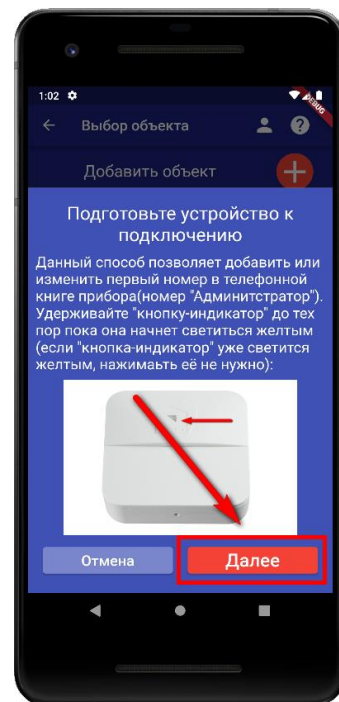 1:02
DEBUG
Выбор объекта
Добавить объект
Подготовьте устройство к
подключению
Данный способ позволяет добавить или
изменить первый номер в телефонной
книге прибора(номер "Адмнитстратор").
Удерживайте "кнопку-индикатор" до тех
пор пока она начнет светиться желтым
(если "кнопка-индикатор" уже светится
желтым, нажимаьть её не нужно):
Отмена
Далее